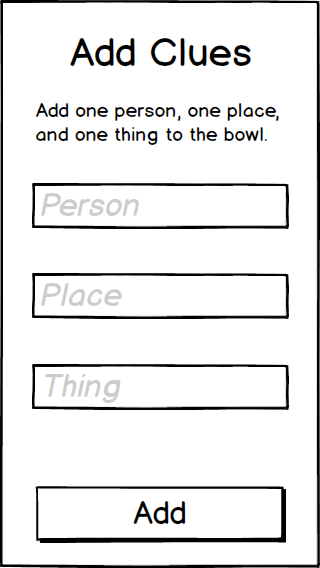 Add Clues
Add one person, one place,
and one thing to the bowl.
Person
Place
Thing
Add